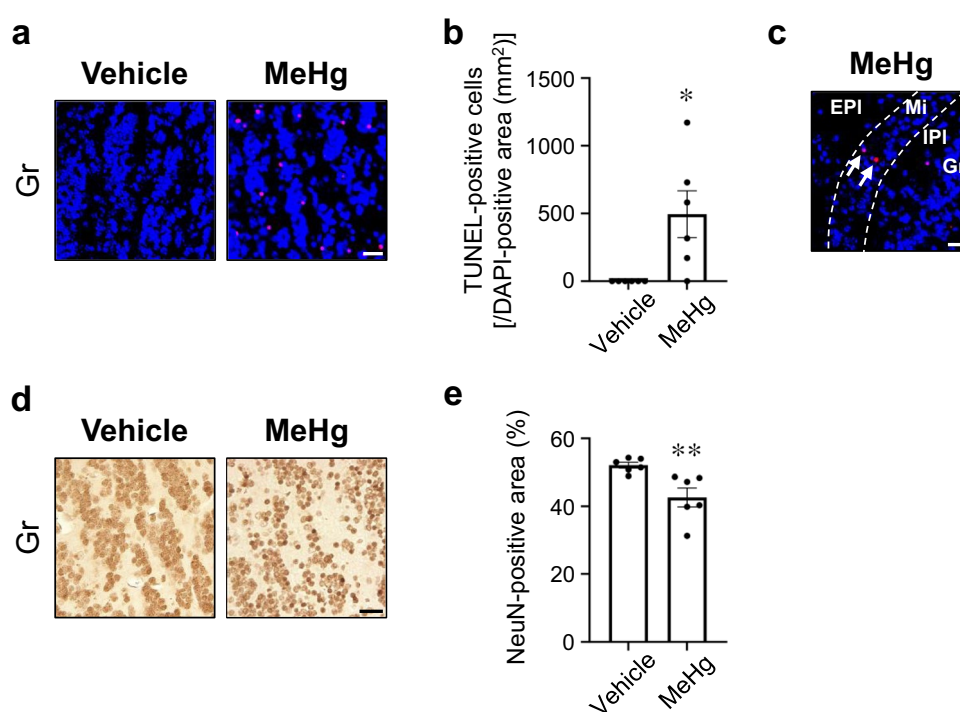 a
Vehicle
MeHg
Gr
b
TUNEL-positive cells
[/DAPI-positive area (mm²)]
1500
1000
500
0
*
Vehicle
MeHg
c
MeHg
EPl
Mi
IPl
Gr
d
Vehicle
MeHg
Gr
e
NeuN-positive area (%)
60
40
20
0
**
Vehicle
MeHg